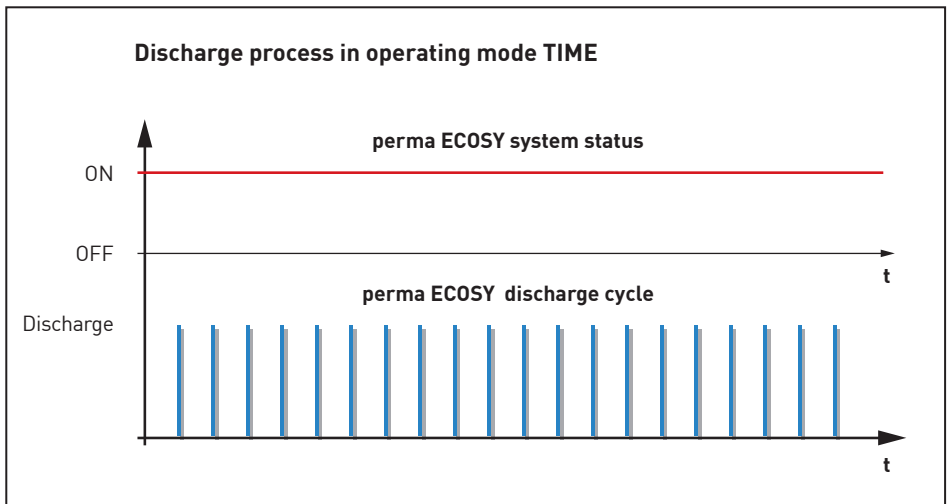 Discharge process in operating mode TIME
perma ECOSY system status
ON
OFF
t
perma ECOSY discharge cycle
Discharge
t